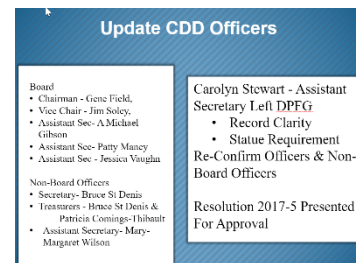 Update CDD Officers
Board
• Chairman - Gene Field,
• Vice Chair - Jim Soley,
• Assistant Sec- A Michael
Gibson
• Assistant Sec- Patty Maney
• Assistant Sec - Jessica Vaughn
Non-Board Officers
• Secretary- Bruce St Denis
• Treasurers - Bruce St Denis &
Patricia Comings-Thibault
• Assistant Secretary- Mary-
Margaret Wilson
Carolyn Stewart - Assistant
Secretary Left DPFG
• Record Clarity
• Statue Requirement
Re-Confirm Officers & Non-
Board Officers
Resolution 2017-5 Presented
For Approval